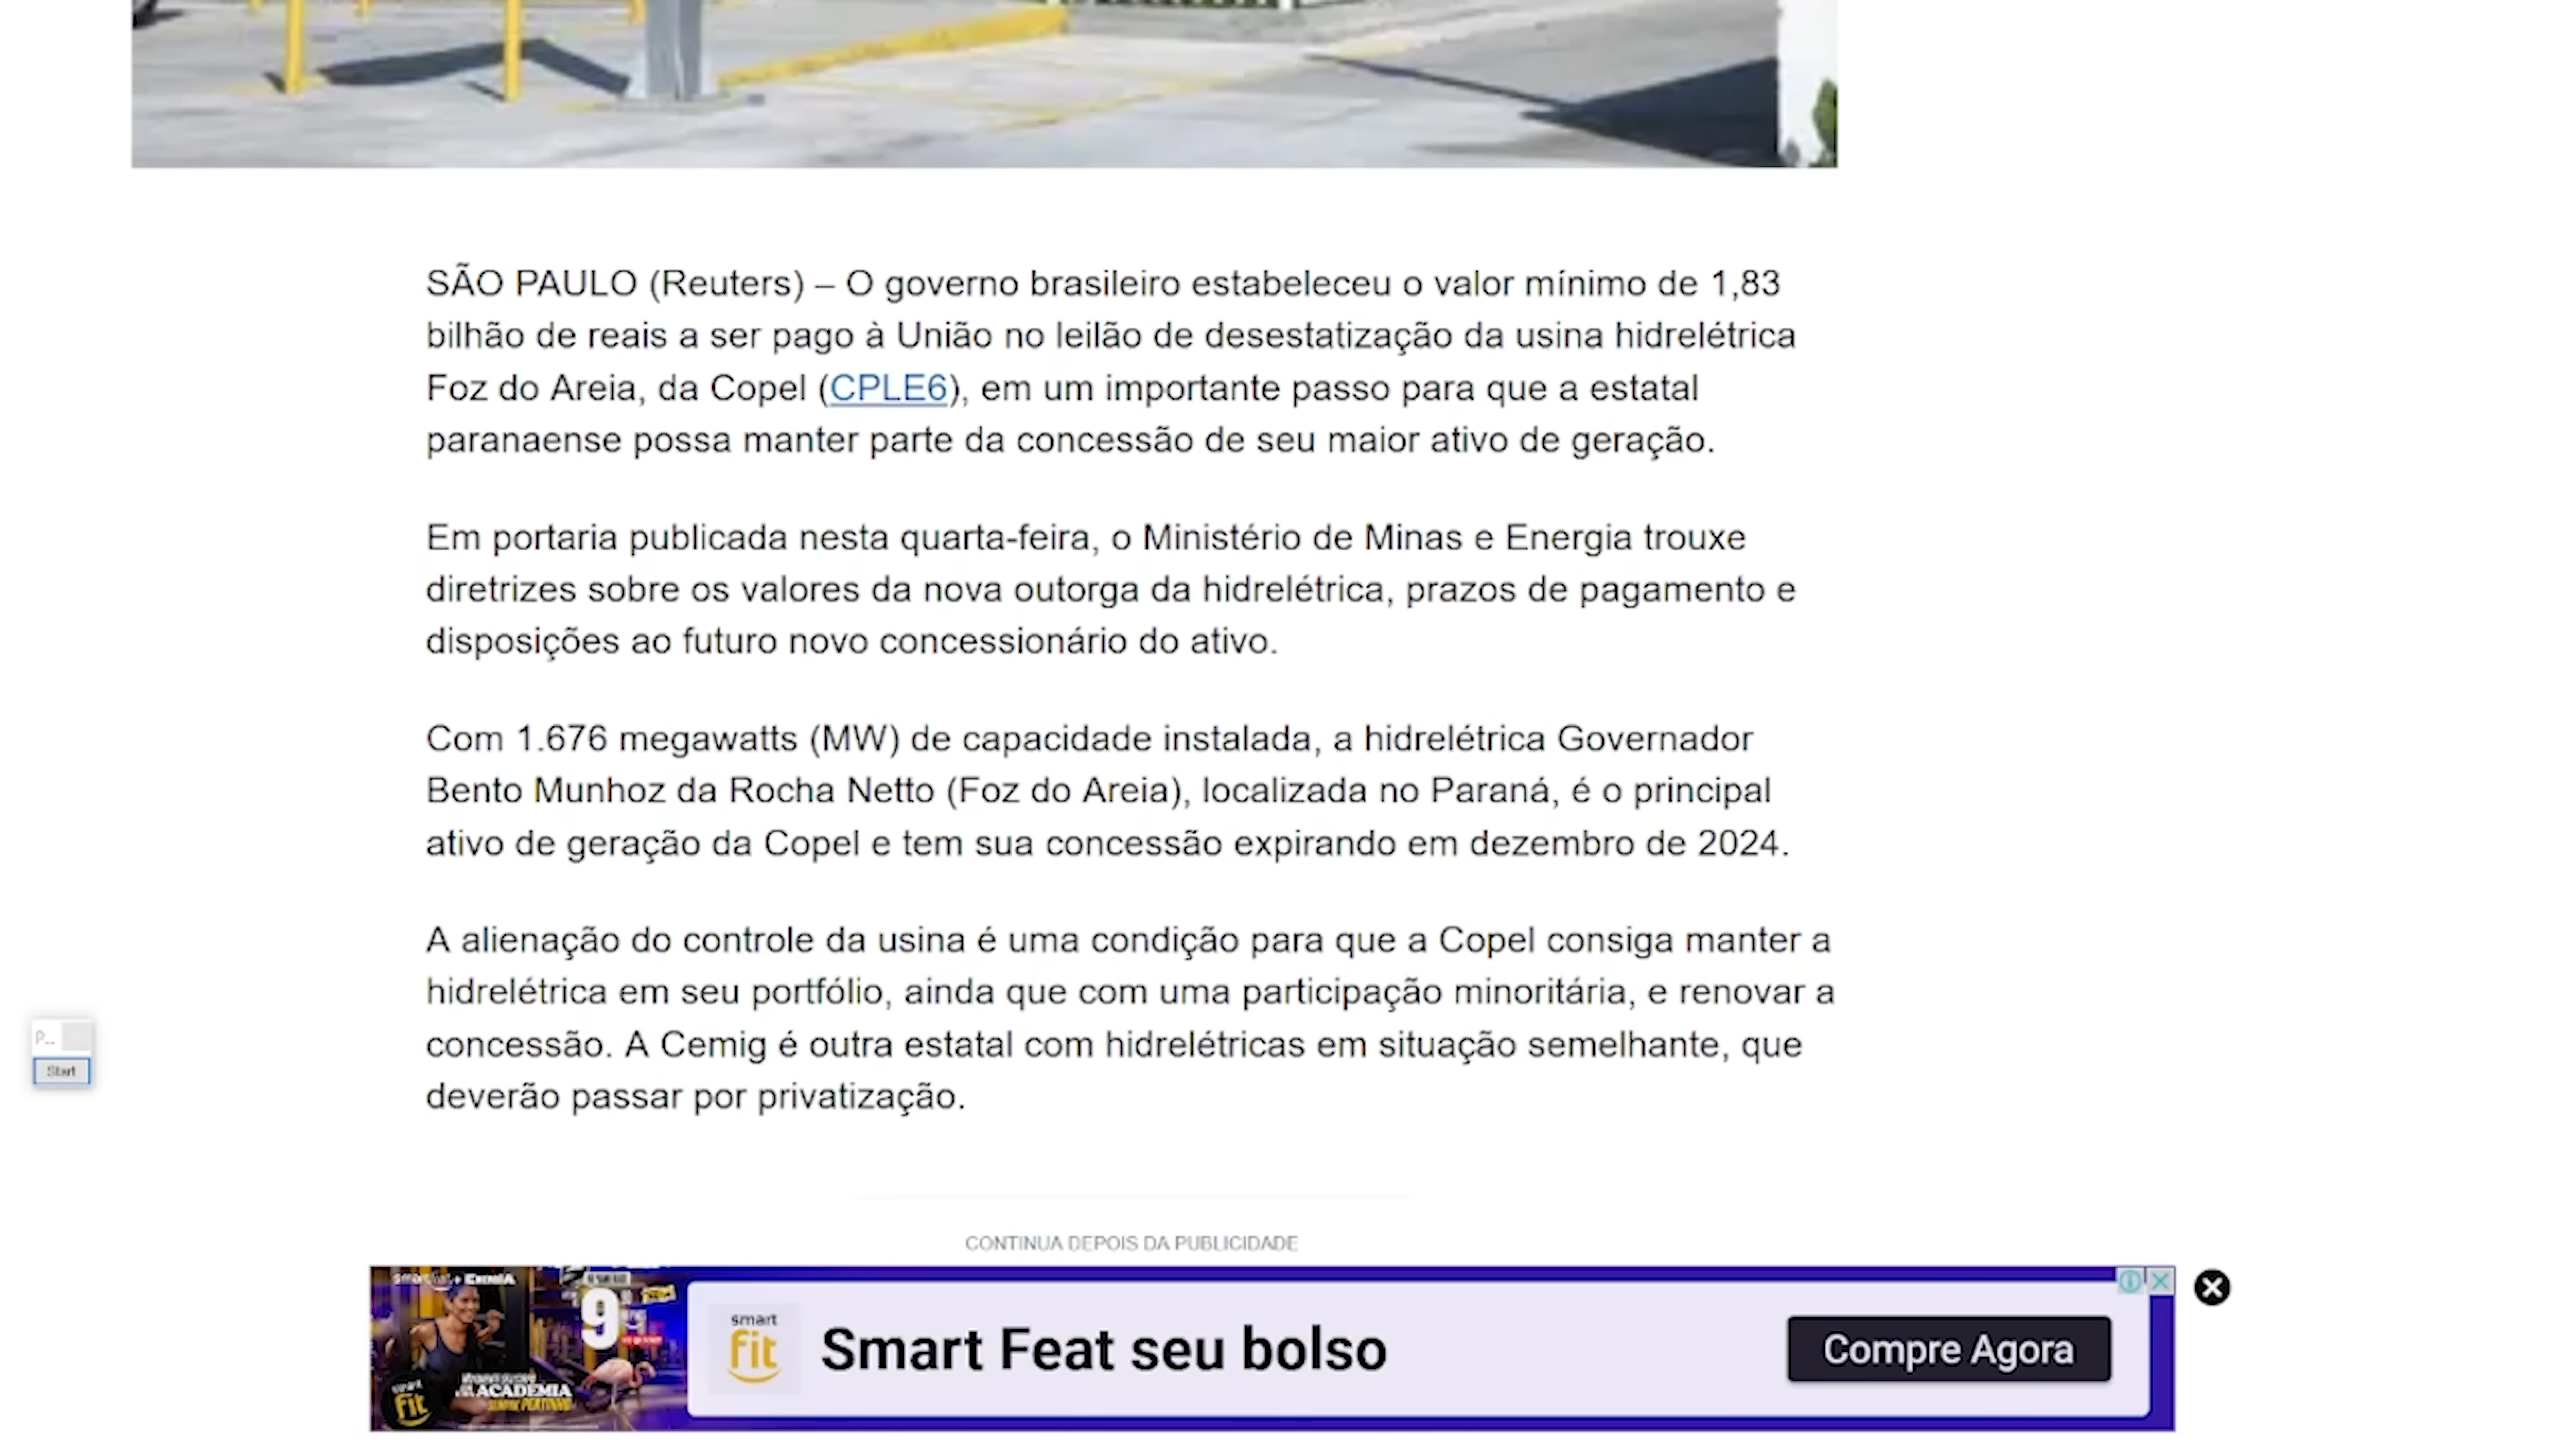 SÃO PAULO (Reuters) – O governo brasileiro estabeleceu o valor mínimo de 1,83
bilhão de reais a ser pago à União no leilão de desestatização da usina hidrelétrica
Foz do Areia, da Copel (CPLE6), em um importante passo para que a estatal
paranaense possa manter parte da concessão de seu maior ativo de geração.
Em portaria publicada nesta quarta-feira, o Ministério de Minas e Energia trouxe
diretrizes sobre os valores da nova outorga da hidrelétrica, prazos de pagamento e
disposições ao futuro novo concessionário do ativo.
Com 1.676 megawatts (MW) de capacidade instalada, a hidrelétrica Governador
Bento Munhoz da Rocha Netto (Foz do Areia), localizada no Paraná, é o principal
ativo de geração da Copel e tem sua concessão expirando em dezembro de 2024.
A alienação do controle da usina é uma condição para que a Copel consiga manter a
hidrelétrica em seu portfólio, ainda que com uma participação minoritária, e renovar a
concessão. A Cemig é outra estatal com hidrelétricas em situação semelhante, que
deverão passar por privatização.
P...
Start
CONTINUA DEPOIS DA PUBLICIDADE
9
ACADEMIA
smart
fit
smart
fit
Smart Feat seu bolso
Compre Agora